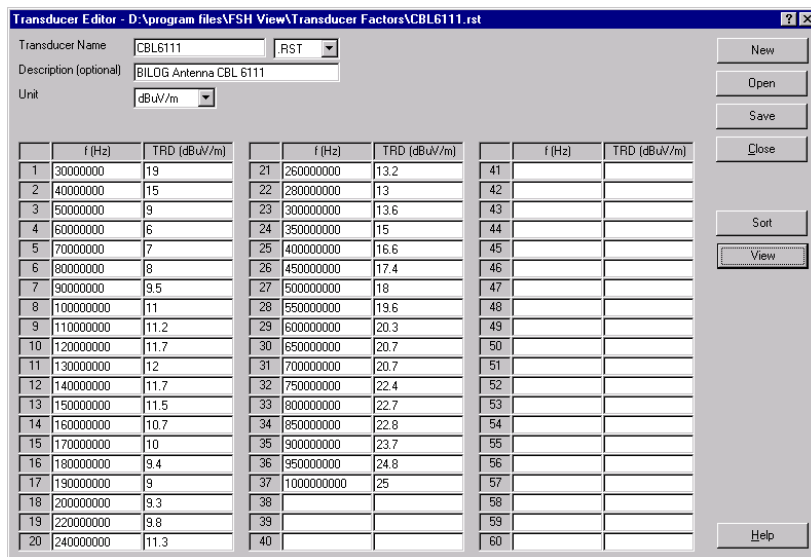 Transducer Editor - D:\program files\FSH View\Transducer Factors\CBL6111.rst
Transducer Name CBL6111 .RST
Description (optional) BILOG Antenna CBL 6111
Unit dBuV/m
New
Open
Save
Close
Sort
View
Help
f (Hz) TRD (dBuV/m) f (Hz) TRD (dBuV/m) f (Hz) TRD (dBuV/m)
1 30000000 19 21 260000000 13.2 41
2 40000000 15 22 280000000 13 42
3 50000000 9 23 300000000 13.6 43
4 60000000 6 24 350000000 15 44
5 70000000 7 25 400000000 16.6 45
6 80000000 8 26 450000000 17.4 46
7 90000000 9.5 27 500000000 18 47
8 100000000 11 28 550000000 19.6 48
9 110000000 11.2 29 600000000 20.3 49
10 120000000 11.7 30 650000000 20.7 50
11 130000000 12 31 700000000 20.7 51
12 140000000 11.7 32 750000000 22.4 52
13 150000000 11.5 33 800000000 22.7 53
14 160000000 10.7 34 850000000 22.8 54
15 170000000 10 35 900000000 23.7 55
16 180000000 9.4 36 950000000 24.8 56
17 190000000 9 37 1000000000 25 57
18 200000000 9.3 38 58
19 220000000 9.8 39 59
20 240000000 11.3 40 60